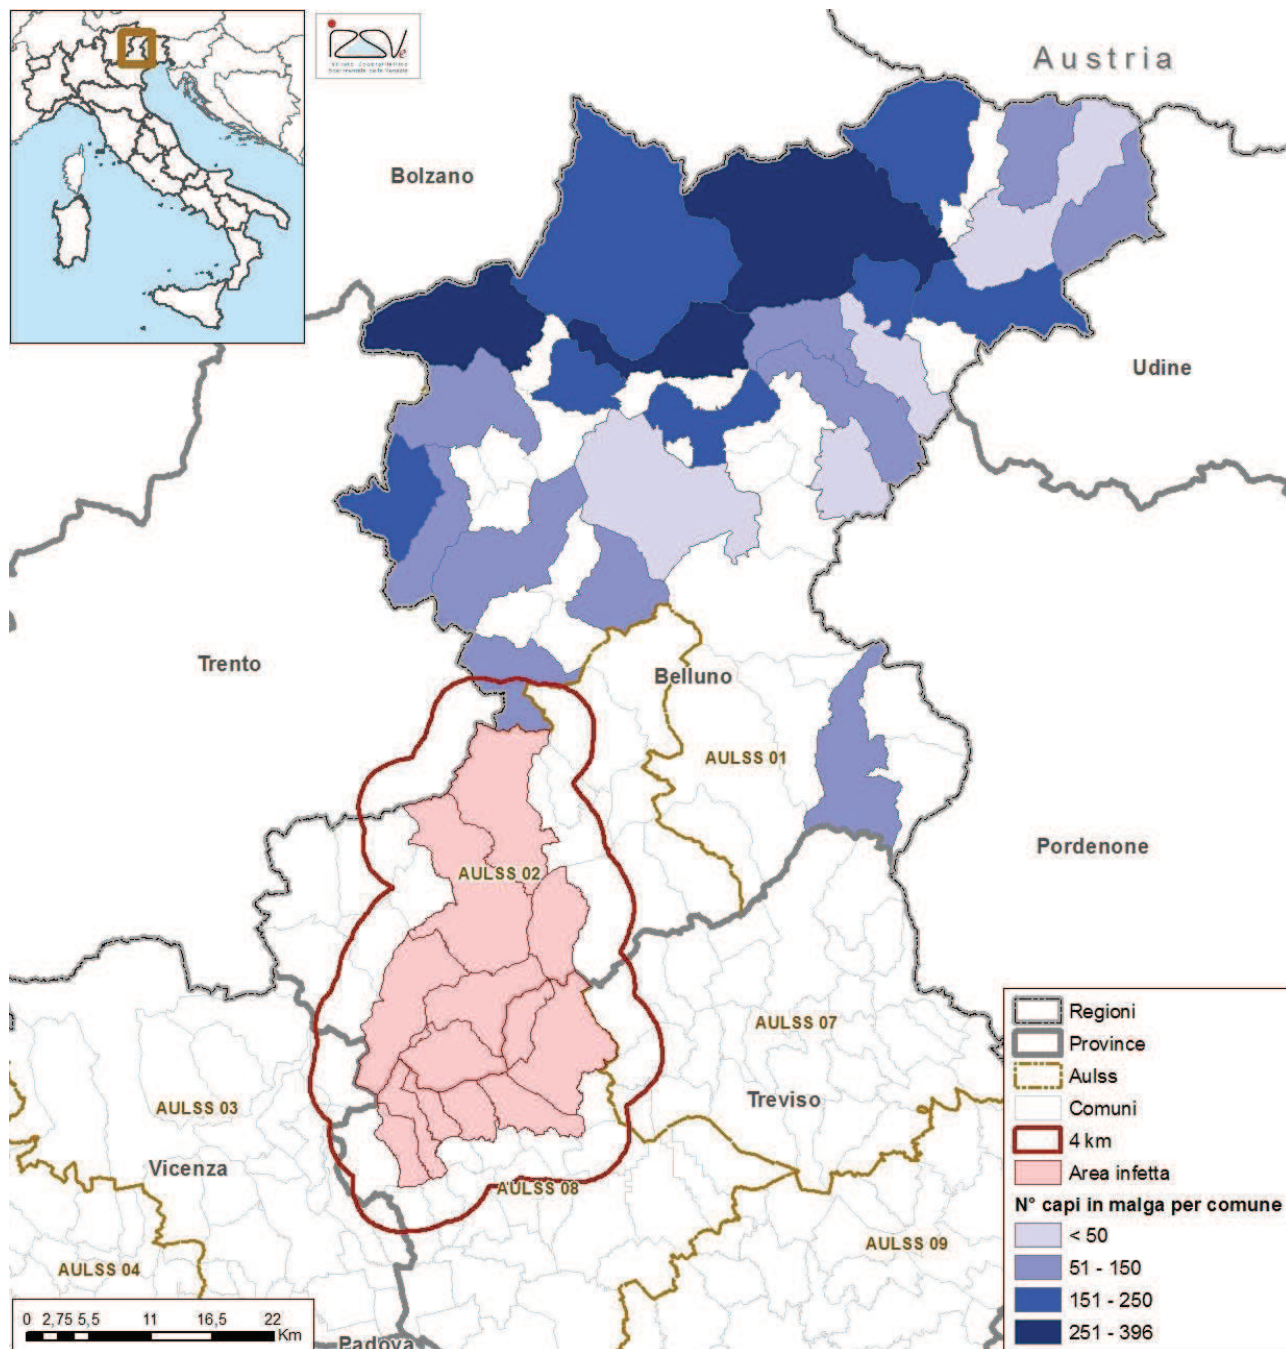 IZSVe
Austria
Bolzano
Udine
Trento
Belluno
AULSS 01
Pordenone
AULSS 02
AULSS 07
Treviso
AULSS 03
Vicenza
AULSS 08
AULSS 09
AULSS 04
Padova
0 2,75 5,5 11 16,5 22
Km
Regioni
Province
Aulss
Comuni
4 km
Area infetta
N° capi in malga per comune
< 50
51 - 150
151 - 250
251 - 396